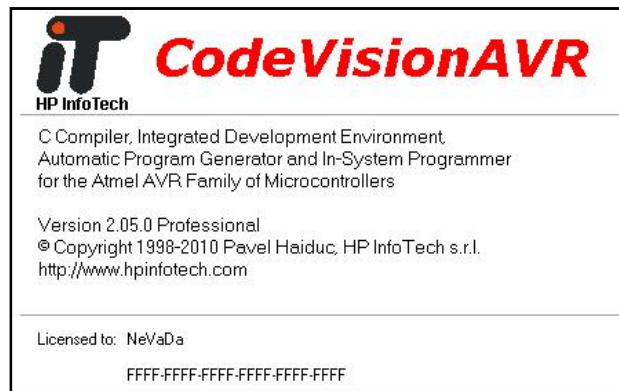 iT
CodeVisionAVR
HP InfoTech
C Compiler, Integrated Development Environment,
Automatic Program Generator and In-System Programmer
for the Atmel AVR Family of Microcontrollers
Version 2.05.0 Professional
© Copyright 1998-2010 Pavel Haiduc, HP InfoTech s.r.l.
http://www.hpinfotech.com
Licensed to: NeVaDa
FFFF-FFFF-FFFF-FFFF-FFFF-FFFF